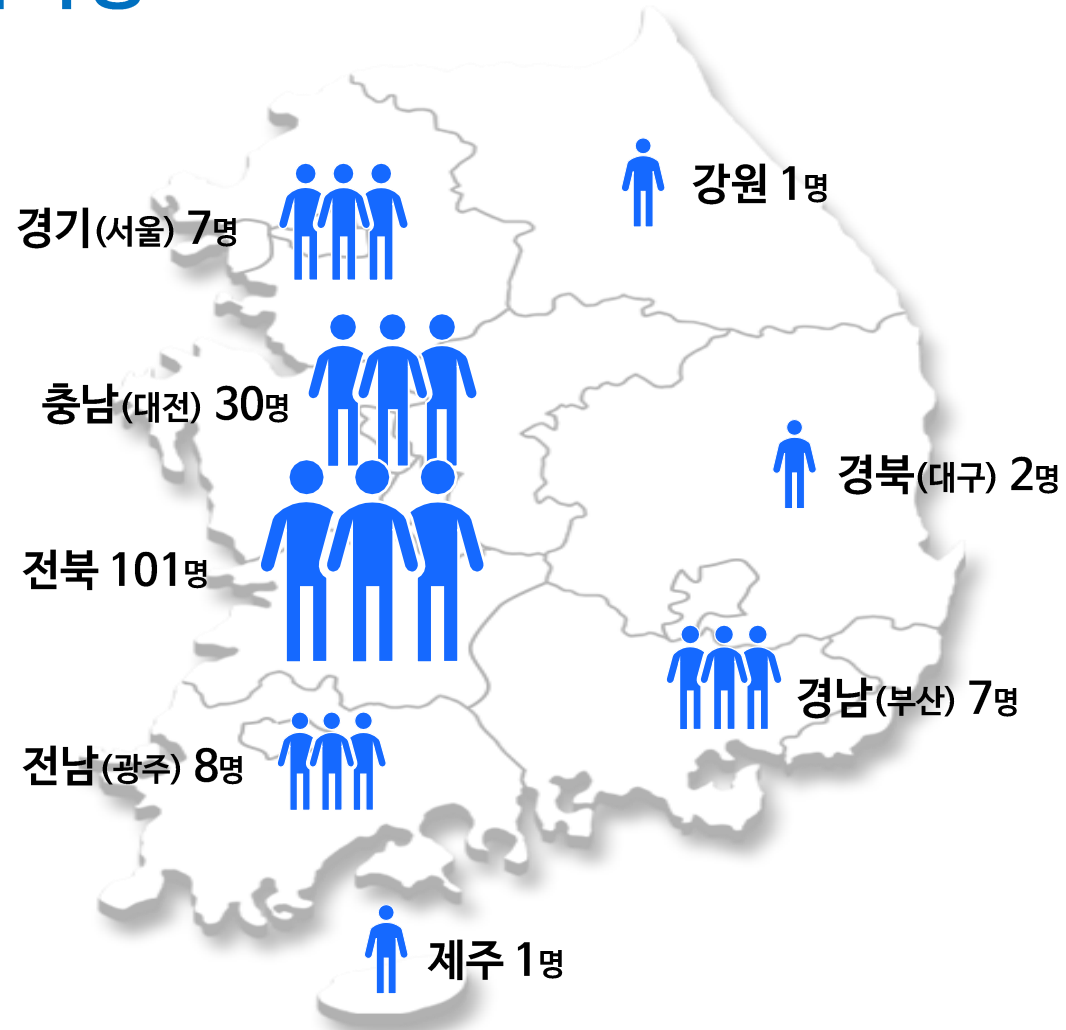 강원 1명
경기(서울) 7명
충남(대전) 30명
경북(대구) 2명
전북 101명
경남(부산) 7명
전남(광주) 8명
제주 1명